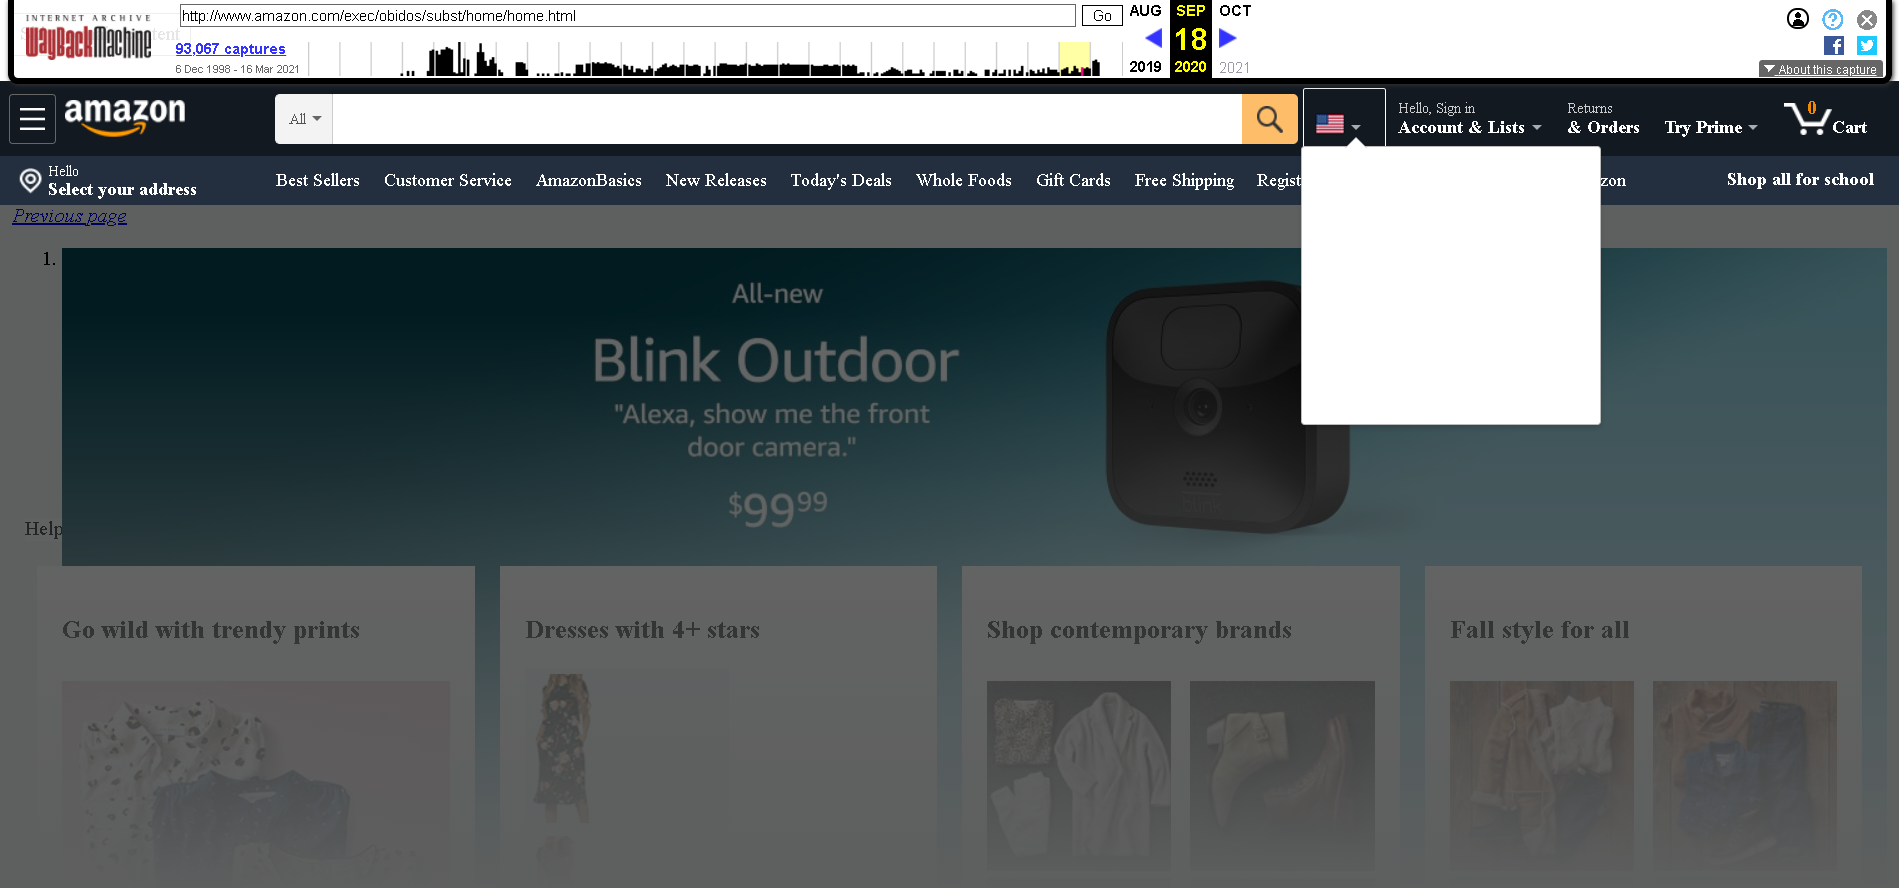 INTERNET ARCHIVE
WayBackMachine
http://www.amazon.com/exec/obidos/subst/home/home.html
Go
93,067 captures
6 Dec 1998 - 16 Mar 2021
AUG SEP OCT
18
2019 2020 2021
About this capture
amazon
All
Hello, Sign in
Account & Lists
Returns
& Orders
Try Prime
0
Cart
Hello
Select your address
Best Sellers Customer Service AmazonBasics New Releases Today's Deals Whole Foods Gift Cards Free Shipping Regist zon
Shop all for school
Previous page
1.
All-new
Blink Outdoor
"Alexa, show me the front
door camera."
$99.99
Help
Go wild with trendy prints
Dresses with 4+ stars
Shop contemporary brands
Fall style for all